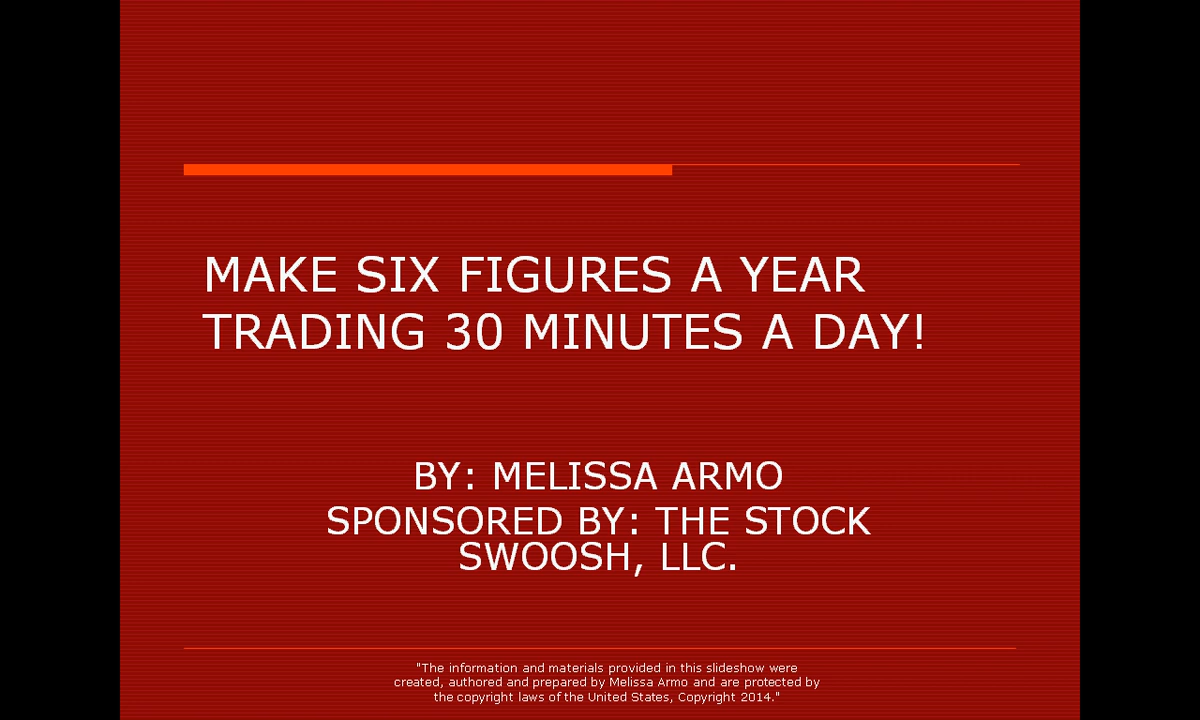 MAKE SIX FIGURES A YEAR
TRADING 30 MINUTES A DAY!
BY: MELISSA ARMO
SPONSORED BY: THE STOCK
SWOOSH, LLC.
"The information and materials provided in this slideshow were
created, authored and prepared by Melissa Armo and are protected by
the copyright laws of the United States, Copyright 2014."